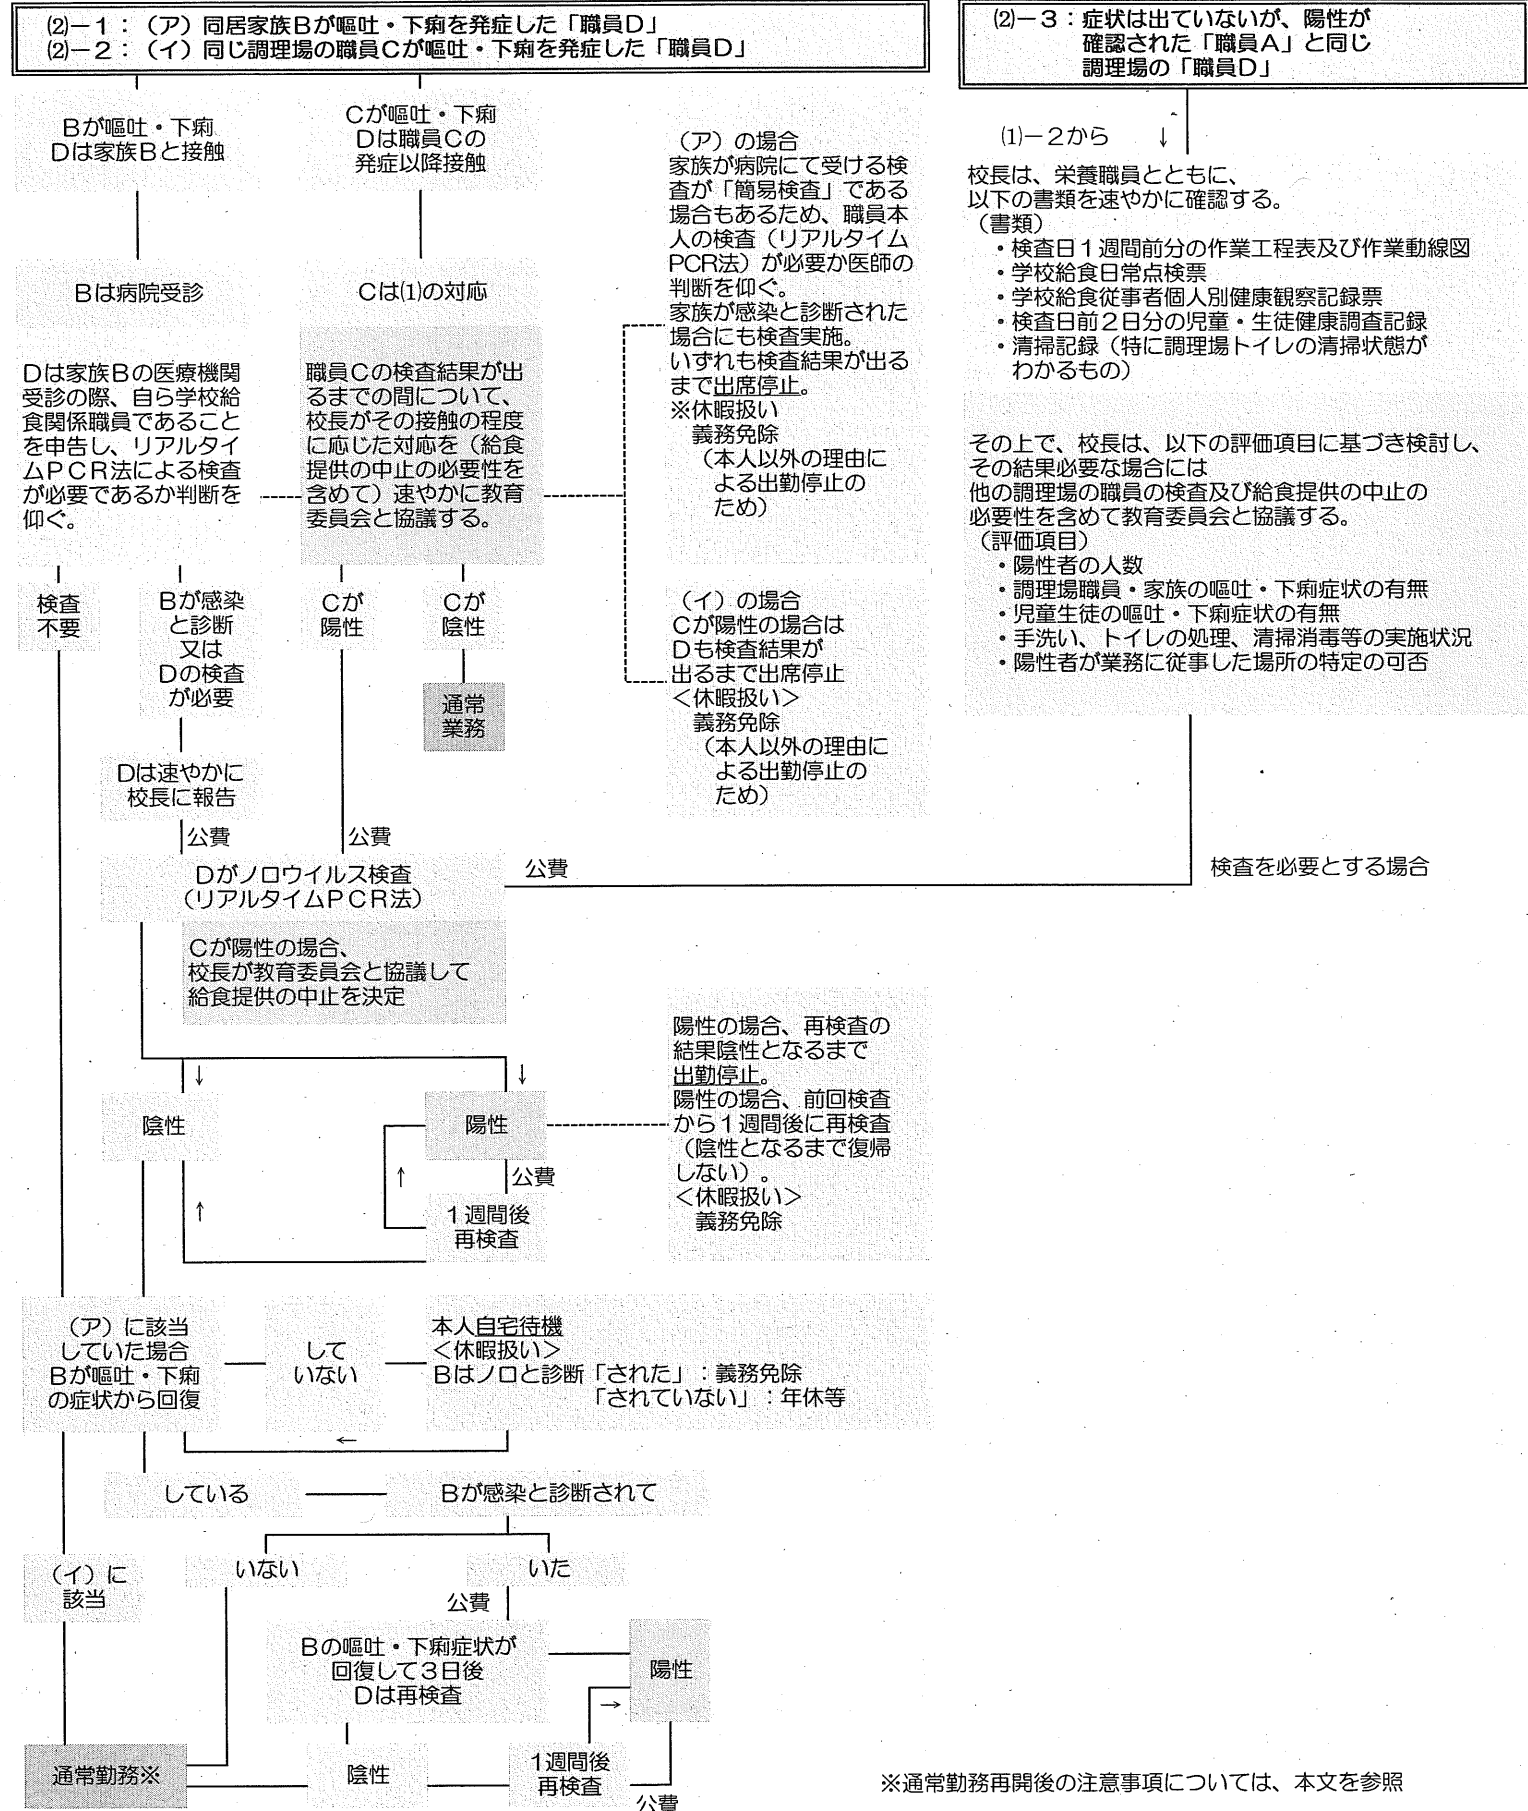 ⑵－１：（ア）同居家族Ｂが嘔吐・下痢を発症した「職員Ｄ」
⑵－２：（イ）同じ調理場の職員Ｃが嘔吐・下痢を発症した「職員Ｄ」
⑵－３：症状は出ていないが、陽性が
確認された「職員Ａ」と同じ
調理場の「職員Ｄ」
Ｂが嘔吐・下痢
Ｄは家族Ｂと接触
Ｃが嘔吐・下痢
Ｄは職員Ｃの
発症以降接触
Ｂは病院受診
Ｃは⑴の対応
Ｄは家族Ｂの医療機関
受診の際、自ら学校給
食関係職員であること
を申告し、リアルタイ
ムＰＣＲ法による検査
が必要であるか判断を
仰ぐ。
職員Ｃの検査結果が出
るまでの間について、
校長がその接触の程度
に応じた対応を（給食
提供の中止の必要性を
含めて）速やかに教育
委員会と協議する。
（ア）の場合
家族が病院にて受ける検
査が「簡易検査」である
場合もあるため、職員本
人の検査（リアルタイム
PCR法）が必要か医師の
判断を仰ぐ。
家族が感染と診断された
場合にも検査実施。
いずれも検査結果が出る
まで出席停止。
※休暇扱い
義務免除
（本人以外の理由に
よる出勤停止の
ため）
⑴－２から ↓
校長は、栄養職員とともに、
以下の書類を速やかに確認する。
（書類）
・検査日１週間前分の作業工程表及び作業動線図
・学校給食日常点検票
・学校給食従事者個人別健康観察記録票
・検査日前２日分の児童・生徒健康調査記録
・清掃記録（特に調理場トイレの清掃状態が
わかるもの）
その上で、校長は、以下の評価項目に基づき検討し、
その結果必要な場合には
他の調理場の職員の検査及び給食提供の中止の
必要性を含めて教育委員会と協議する。
（評価項目）
・陽性者の人数
・調理場職員・家族の嘔吐・下痢症状の有無
・児童生徒の嘔吐・下痢症状の有無
・手洗い、トイレの処理、清掃消毒等の実施状況
・陽性者が業務に従事した場所の特定の可否
検査
不要
Ｂが感染
と診断
又は
Ｄの検査
が必要
Ｃが
陽性
Ｃが
陰性
通常
業務
（イ）の場合
Ｃが陽性の場合は
Ｄも検査結果が
出るまで出席停止
＜休暇扱い＞
義務免除
（本人以外の理由に
よる出勤停止の
ため）
Ｄは速やかに
校長に報告
公費
公費
Ｄがノロウイルス検査
（リアルタイムＰＣＲ法）
公費
検査を必要とする場合
Ｃが陽性の場合、
校長が教育委員会と協議して
給食提供の中止を決定
↓
↓
陰性
陽性
陽性の場合、再検査の
結果陰性となるまで
出勤停止。
陽性の場合、前回検査
から１週間後に再検査
（陰性となるまで復帰
しない）。
＜休暇扱い＞
義務免除
↑
↑
公費
１週間後
再検査
（ア）に該当
していた場合
Ｂが嘔吐・下痢
の症状から回復
して
いない
本人自宅待機
＜休暇扱い＞
Ｂはノロと診断「された」：義務免除
「されていない」：年休等
←
している
Ｂが感染と診断されて
（イ）に
該当
いない
いた
公費
Ｂの嘔吐・下痢症状が
回復して３日後
Ｄは再検査
陽性
→
通常勤務※
陰性
１週間後
再検査
公費
※通常勤務再開後の注意事項については、本文を参照